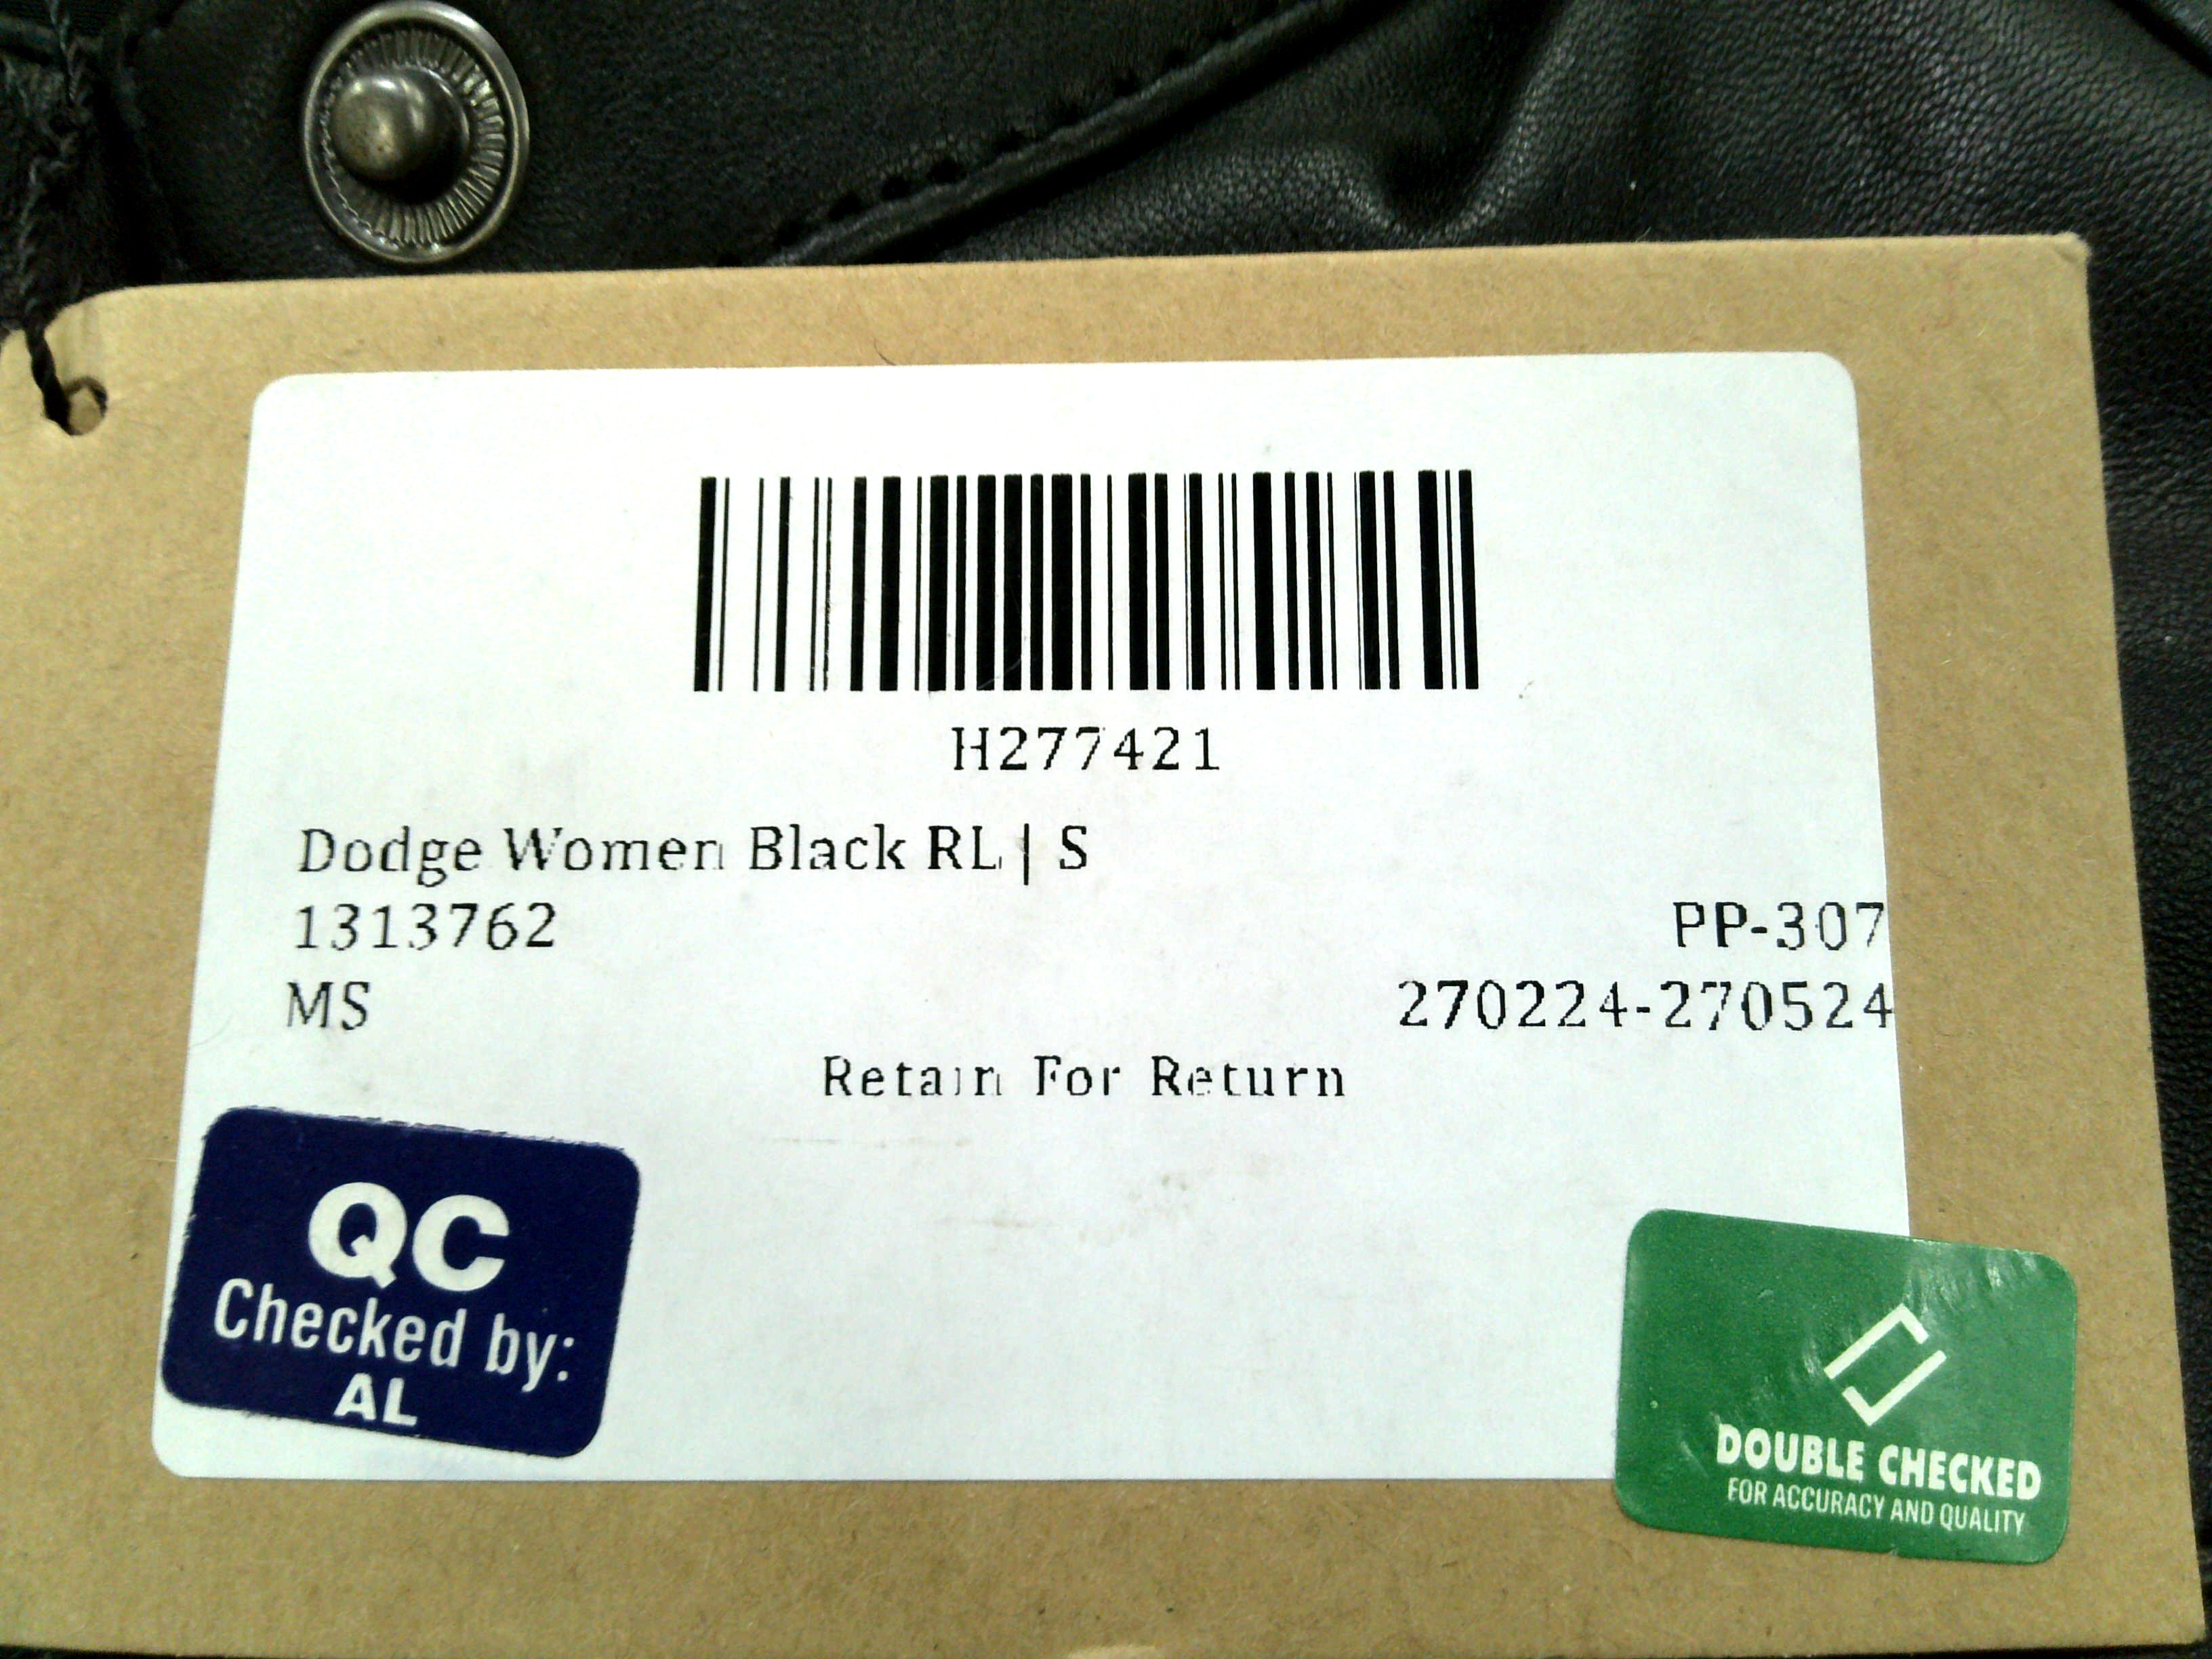 H277421
Dodge Women Black RL | S
1313762
PP-307
MS
270224-270524
Retain For Return
QC
Checked by:
AL
DOUBLE CHECKED
FOR ACCURACY AND QUALITY